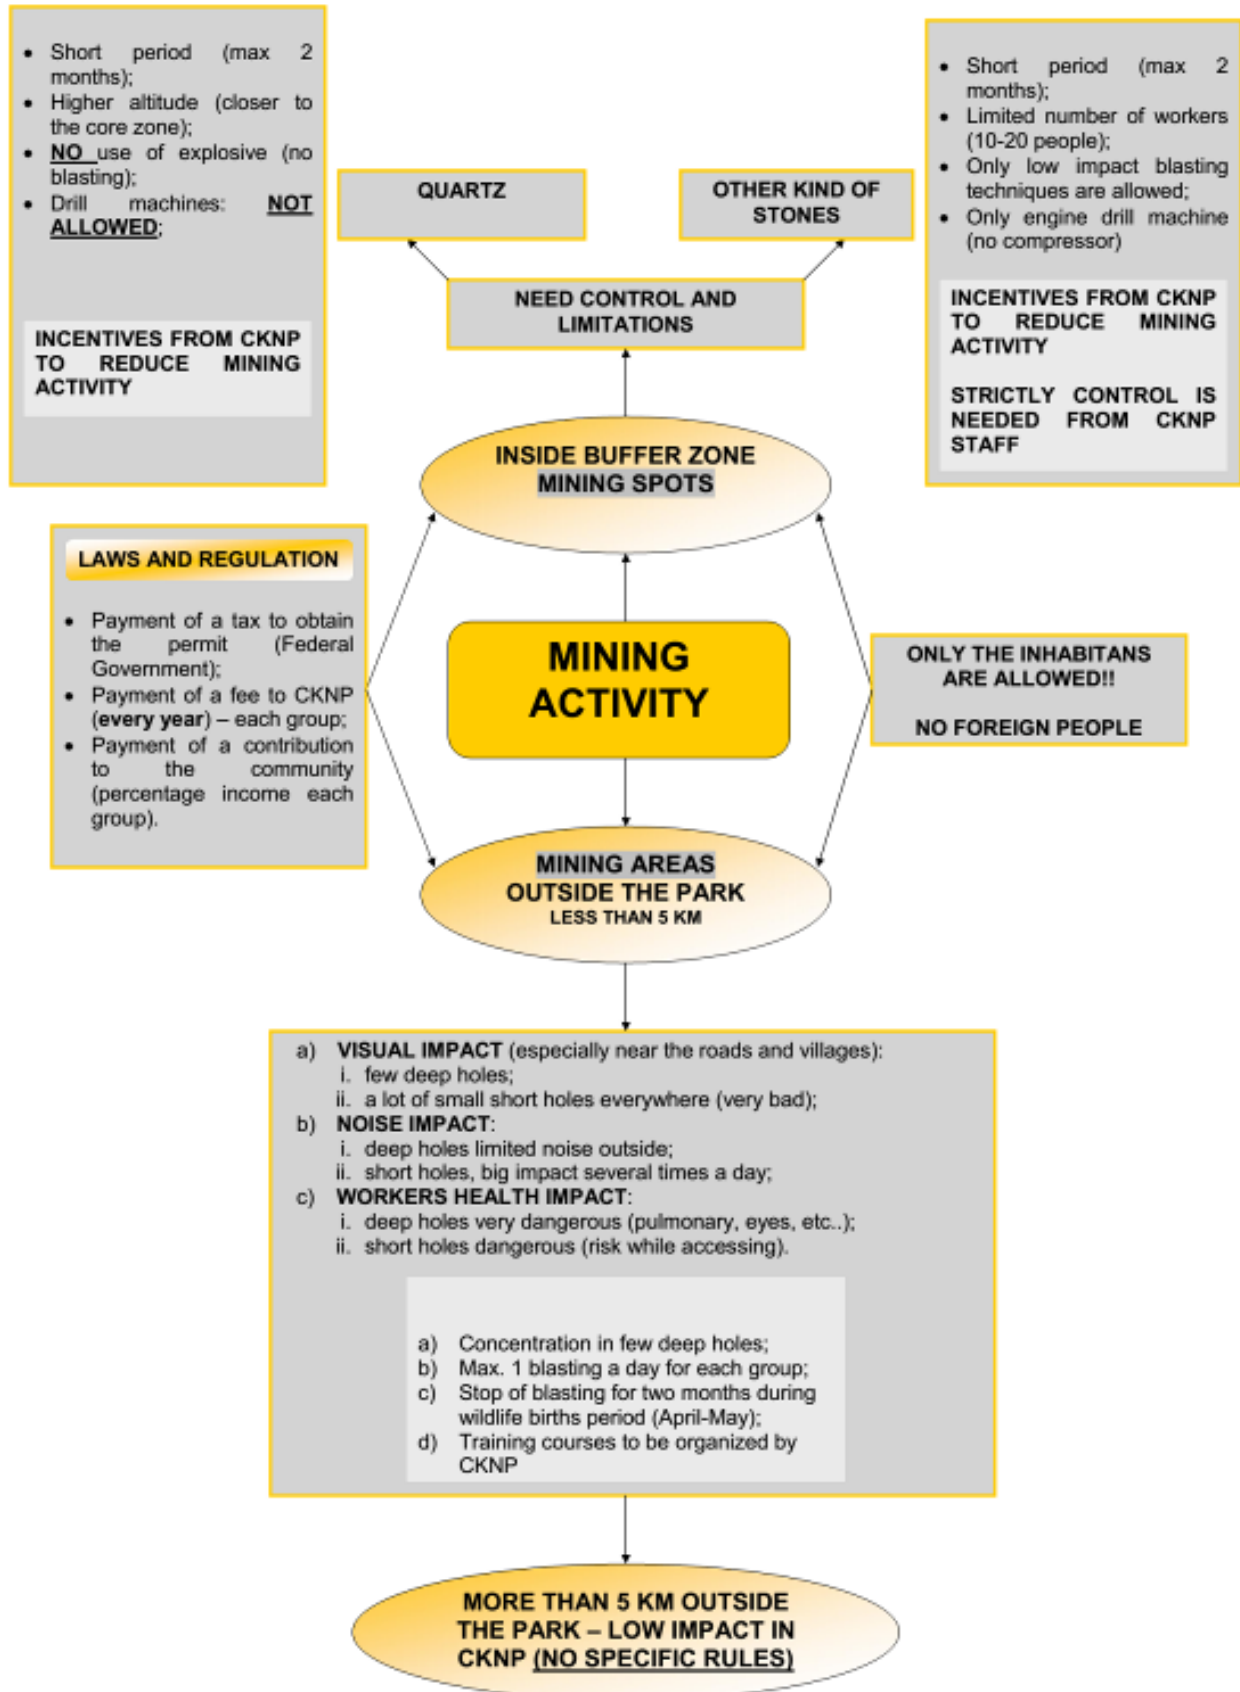 • Short period (max 2
months);
• Higher altitude (closer to
the core zone);
• NO use of explosive (no
blasting);
• Drill machines: NOT
ALLOWED;
INCENTIVES FROM CKNP
TO REDUCE MINING
ACTIVITY
QUARTZ
OTHER KIND OF
STONES
• Short period (max 2
months);
• Limited number of workers
(10-20 people);
• Only low impact blasting
techniques are allowed;
• Only engine drill machine
(no compressor)
INCENTIVES FROM CKNP
TO REDUCE MINING
ACTIVITY
STRICTLY CONTROL IS
NEEDED FROM CKNP
STAFF
NEED CONTROL AND
LIMITATIONS
INSIDE BUFFER ZONE
MINING SPOTS
LAWS AND REGULATION
• Payment of a tax to obtain
the permit (Federal
Government);
• Payment of a fee to CKNP
(every year) – each group;
• Payment of a contribution
to the community
(percentage income each
group).
MINING
ACTIVITY
ONLY THE INHABITANS
ARE ALLOWED!!
NO FOREIGN PEOPLE
MINING AREAS
OUTSIDE THE PARK
LESS THAN 5 KM
a) VISUAL IMPACT (especially near the roads and villages):
i. few deep holes;
ii. a lot of small short holes everywhere (very bad);
b) NOISE IMPACT:
i. deep holes limited noise outside;
ii. short holes, big impact several times a day;
c) WORKERS HEALTH IMPACT:
i. deep holes very dangerous (pulmonary, eyes, etc..);
ii. short holes dangerous (risk while accessing).
a) Concentration in few deep holes;
b) Max. 1 blasting a day for each group;
c) Stop of blasting for two months during
wildlife births period (April-May);
d) Training courses to be organized by
CKNP
MORE THAN 5 KM OUTSIDE
THE PARK – LOW IMPACT IN
CKNP (NO SPECIFIC RULES)